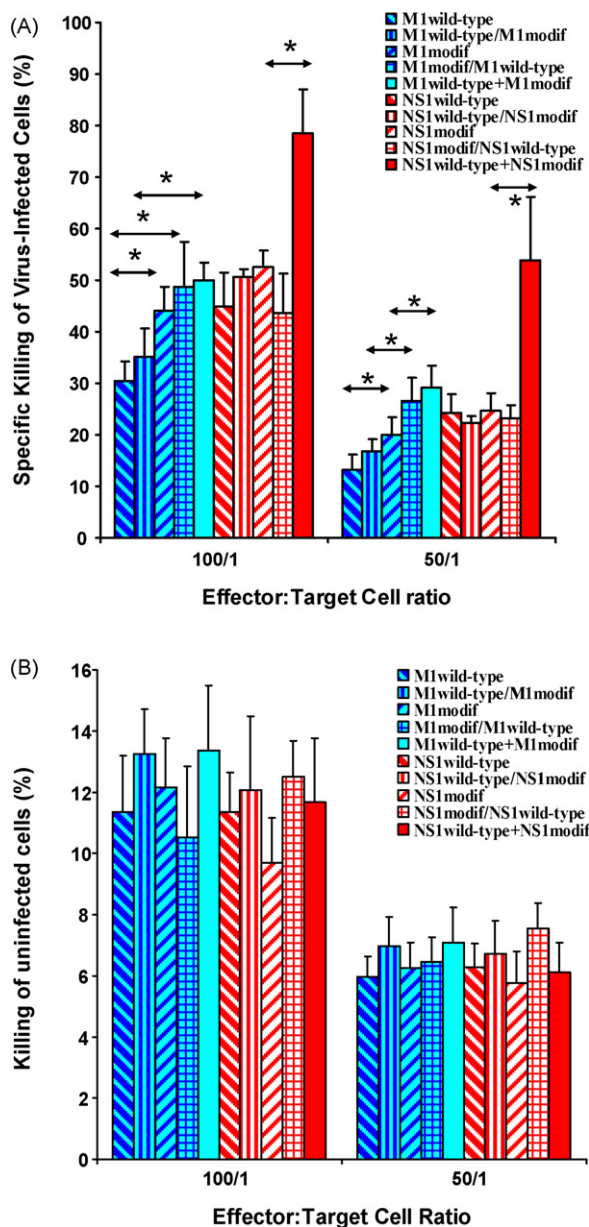 (A)
Specific Killing of Virus-Infected Cells (%)
100
90
80
70
60
50
40
30
20
10
0
M1wild-type
M1wild-type/M1modif
M1modif
M1modif/M1wild-type
M1wild-type+M1modif
NS1wild-type
NS1wild-type/NS1modif
NS1modif
NS1modif/NS1wild-type
NS1wild-type+NS1modif
*
*
*
*
*
*
*
*
100/1
50/1
Effector:Target Cell ratio
(B)
Killing of uninfected cells (%)
16
14
12
10
8
6
4
2
0
M1wild-type
M1wild-type/M1modif
M1modif
M1modif/M1wild-type
M1wild-type+M1modif
NS1wild-type
NS1wild-type/NS1modif
NS1modif
NS1modif/NS1wild-type
NS1wild-type+NS1modif
100/1
50/1
Effector:Target Cell Ratio